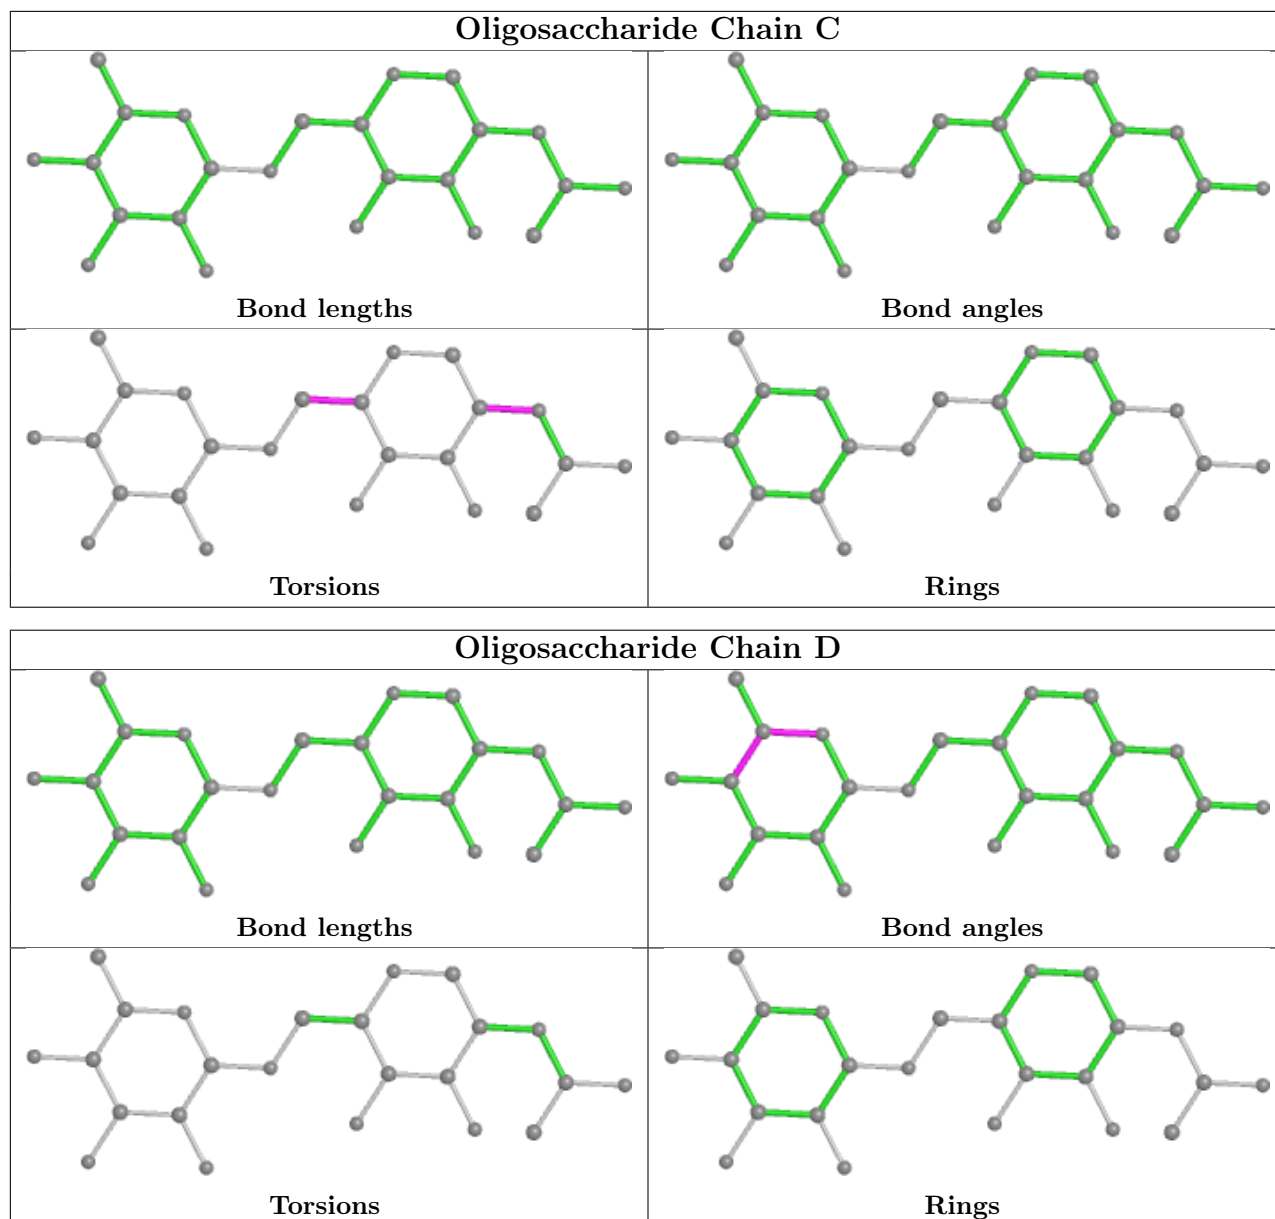 Oligosaccharide Chain C
Bond lengths
Bond angles
Torsions
Rings
Oligosaccharide Chain D
Bond lengths
Bond angles
Torsions
Rings